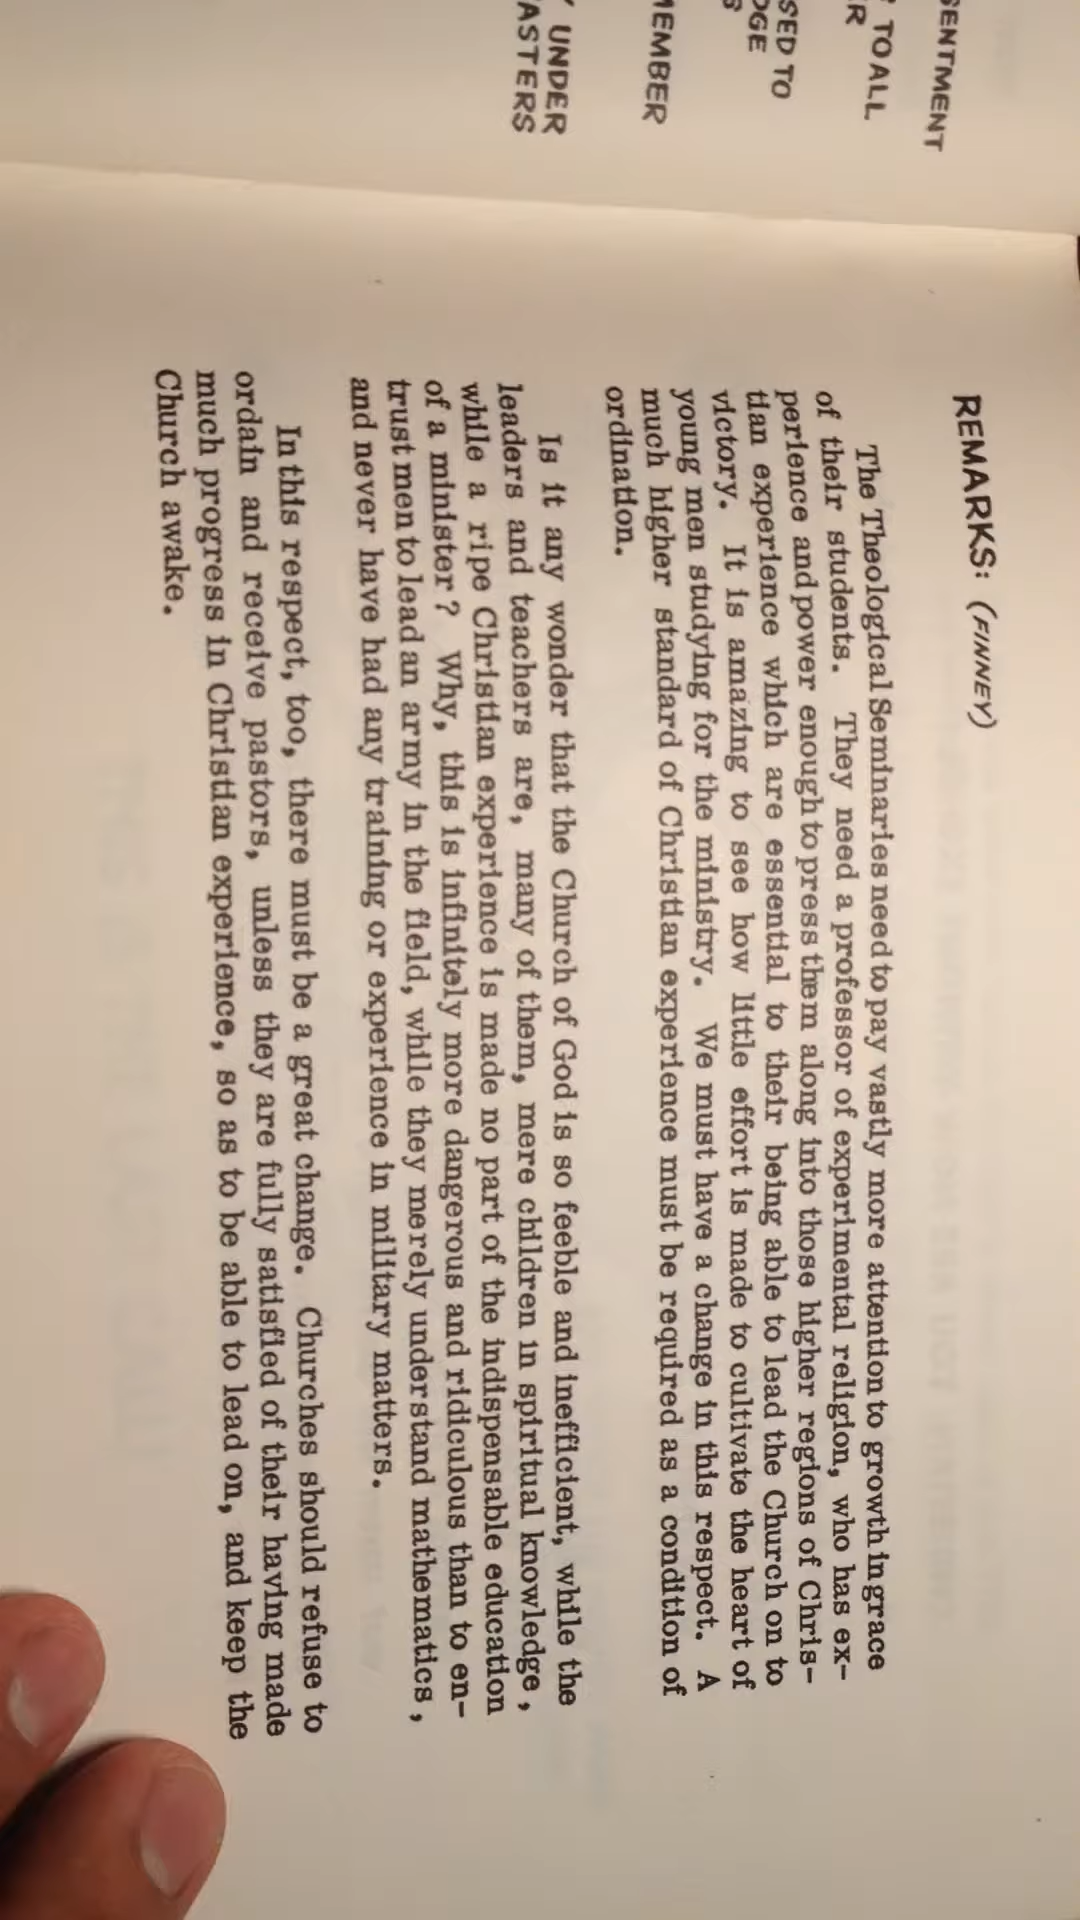 SENTMENT
TO ALL
R
SED TO
DGE
S
MEMBER
UNDER
ASTERS
REMARKS: (FINNEY)
The Theological Seminaries need to pay vastly more attention to growth in grace
of their students. They need a professor of experimental religion, who has ex-
perience and power enough to press them along into those higher regions of Chris-
tian experience which are essential to their being able to lead the Church on to
victory. It is amazing to see how little effort is made to cultivate the heart of
young men studying for the ministry. We must have a change in this respect. A
much higher standard of Christian experience must be required as a condition of
ordination.
Is it any wonder that the Church of God is so feeble and inefficient, while the
leaders and teachers are, many of them, mere children in spiritual knowledge,
while a ripe Christian experience is made no part of the indispensable education
of a minister? Why, this is infinitely more dangerous and ridiculous than to en-
trust men to lead an army in the field, while they merely understand mathematics,
and never have had any training or experience in military matters.
In this respect, too, there must be a great change. Churches should refuse to
ordain and receive pastors, unless they are fully satisfied of their having made
much progress in Christian experience, so as to be able to lead on, and keep the
Church awake.